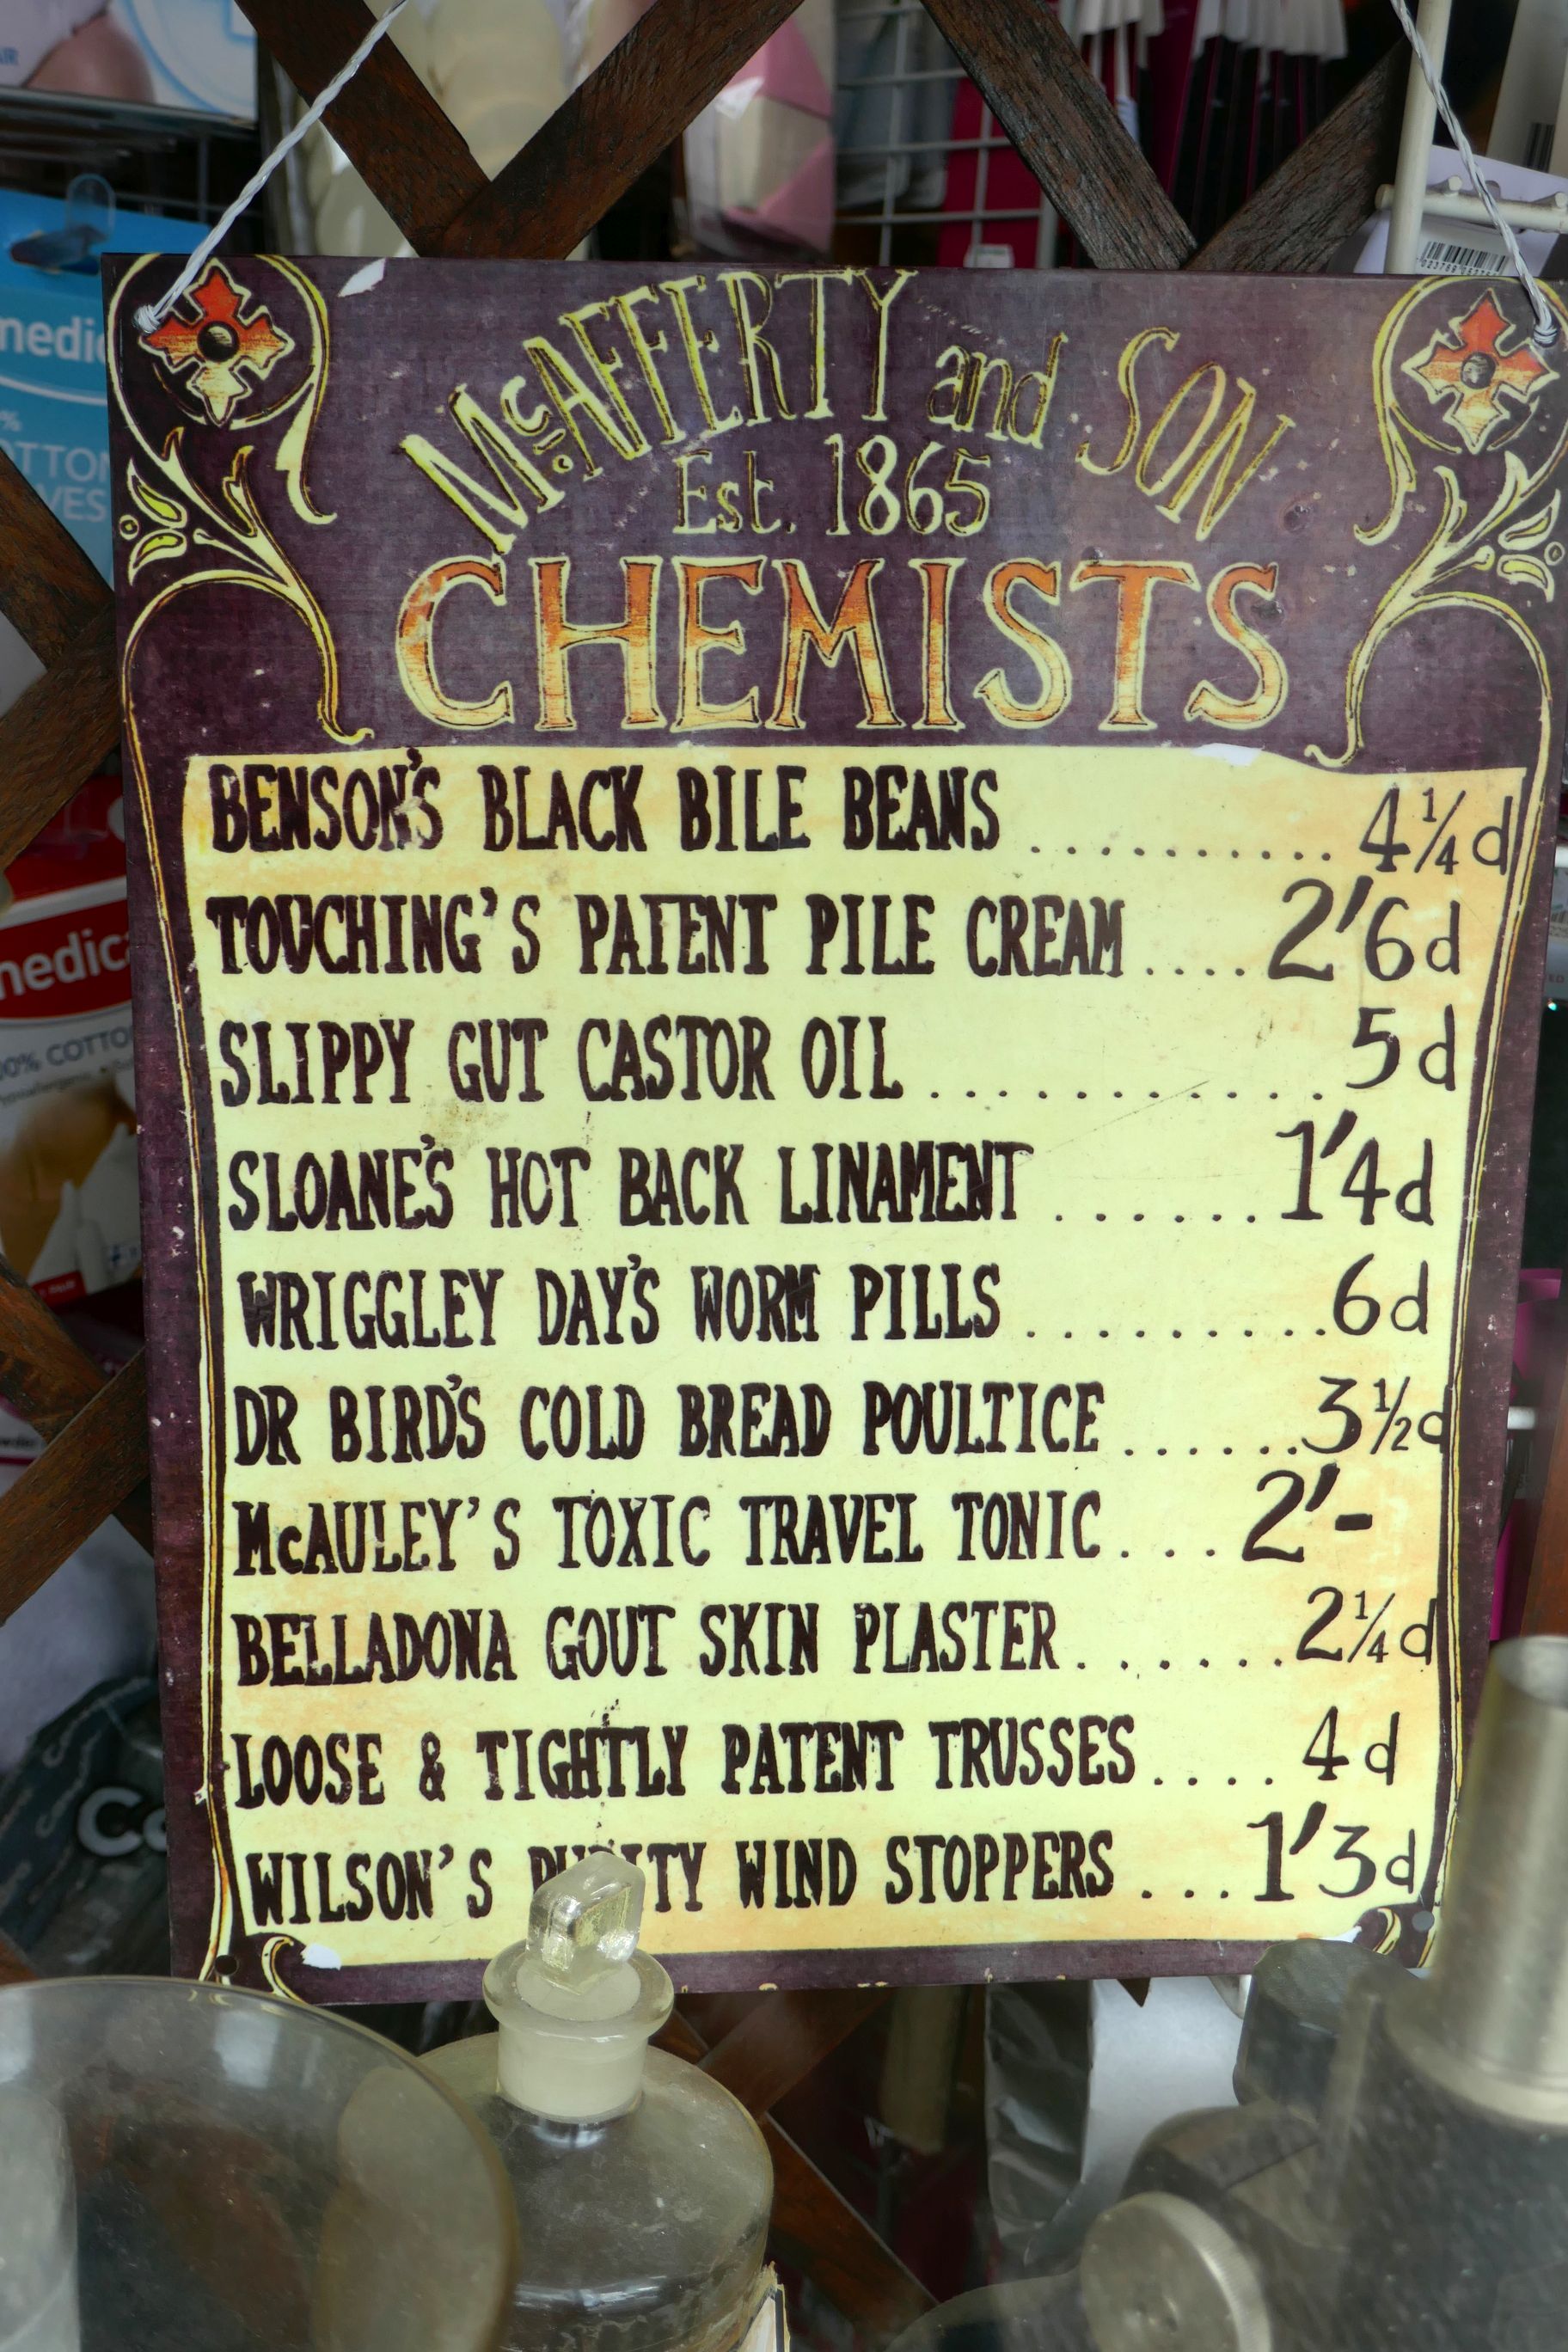 McAFFERTY and SON
Est. 1865
CHEMISTS
BENSON'S BLACK BILE BEANS ........... 4¼d
TOUCHING'S PATENT PILE CREAM .... 2'6d
SLIPPY GUT CASTOR OIL ............ 5d
SLOANE'S HOT BACK LINAMENT ....... 1'4d
WRIGGLEY DAY'S WORM PILLS .......... 6d
DR BIRD'S COLD BREAD POULTICE ...... 3½d
McAULEY'S TOXIC TRAVEL TONIC ... 2'-
BELLADONA GOUT SKIN PLASTER ....... 2¼d
LOOSE & TIGHTLY PATENT TRUSSES .... 4d
WILSON'S PURITY WIND STOPPERS ... 1'3d